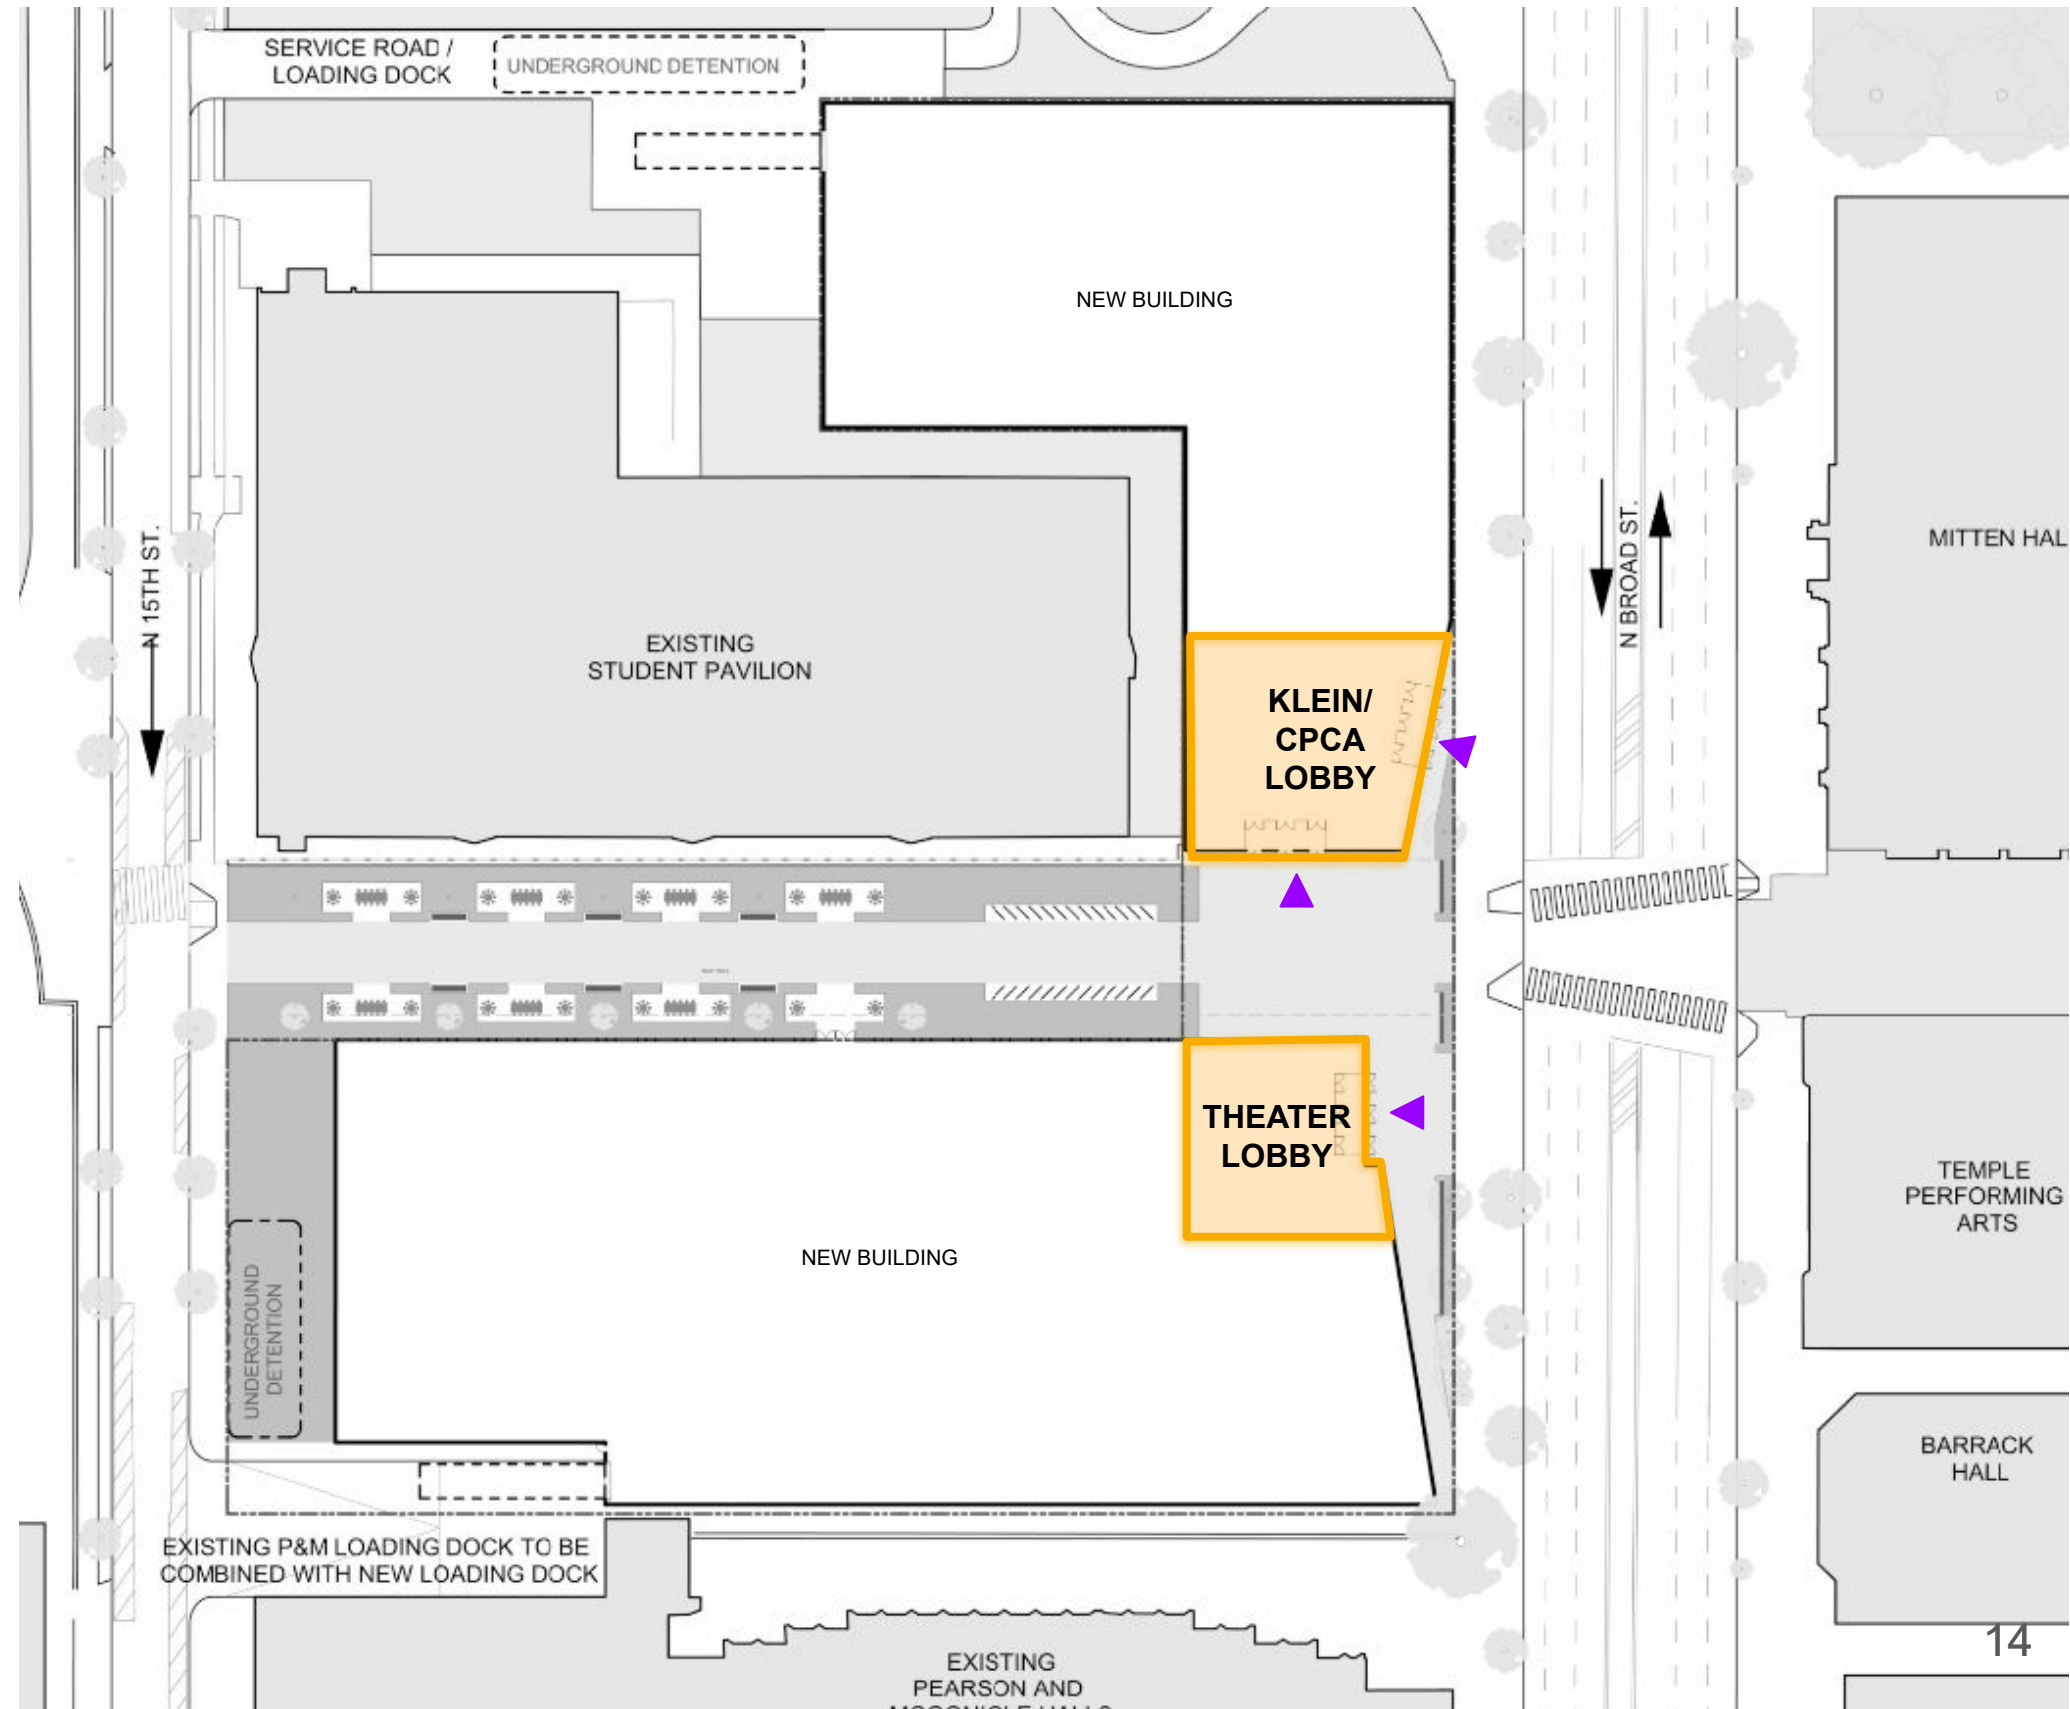 SERVICE ROAD /
LOADING DOCK
UNDERGROUND DETENTION
NEW BUILDING
N 15TH ST.
N BROAD ST.
MITTEN HAL
EXISTING
STUDENT PAVILION
KLEIN/
CPCA
LOBBY
THEATER
LOBBY
NEW BUILDING
UNDERGROUND
DETENTION
TEMPLE
PERFORMING
ARTS
BARRACK
HALL
EXISTING P&M LOADING DOCK TO BE
COMBINED WITH NEW LOADING DOCK
EXISTING
PEARSON AND
14